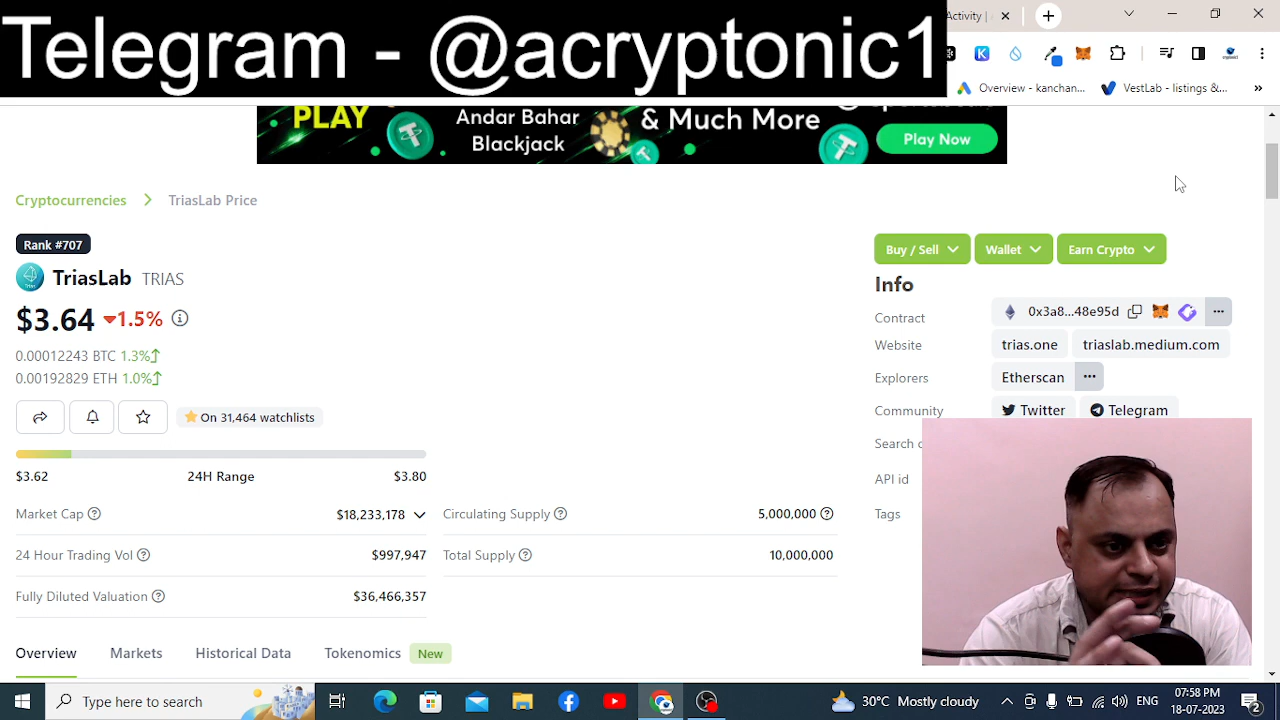 Telegram - @acryptonic1
Activity
Overview - kanchan...
VestLab - listings &...
PLAY
Andar Bahar
Blackjack
& Much More
Play Now
Cryptocurrencies
TriasLab Price
Rank #707
TriasLab TRIAS
$3.64 1.5%
0.00012243 BTC 1.3%
0.00192829 ETH 1.0%
On 31,464 watchlists
$3.62 24H Range $3.80
Market Cap $18,233,178
Circulating Supply 5,000,000
24 Hour Trading Vol $997,947
Total Supply 10,000,000
Fully Diluted Valuation $36,466,357
Overview Markets Historical Data Tokenomics New
Buy / Sell Wallet Earn Crypto
Info
Contract 0x3a8...48e95d
Website trias.one triaslab.medium.com
Explorers Etherscan
Community Twitter Telegram
Search
API id
Tags
Type here to search
30°C Mostly cloudy
ENG
07:58 PM
18-07-2023
2